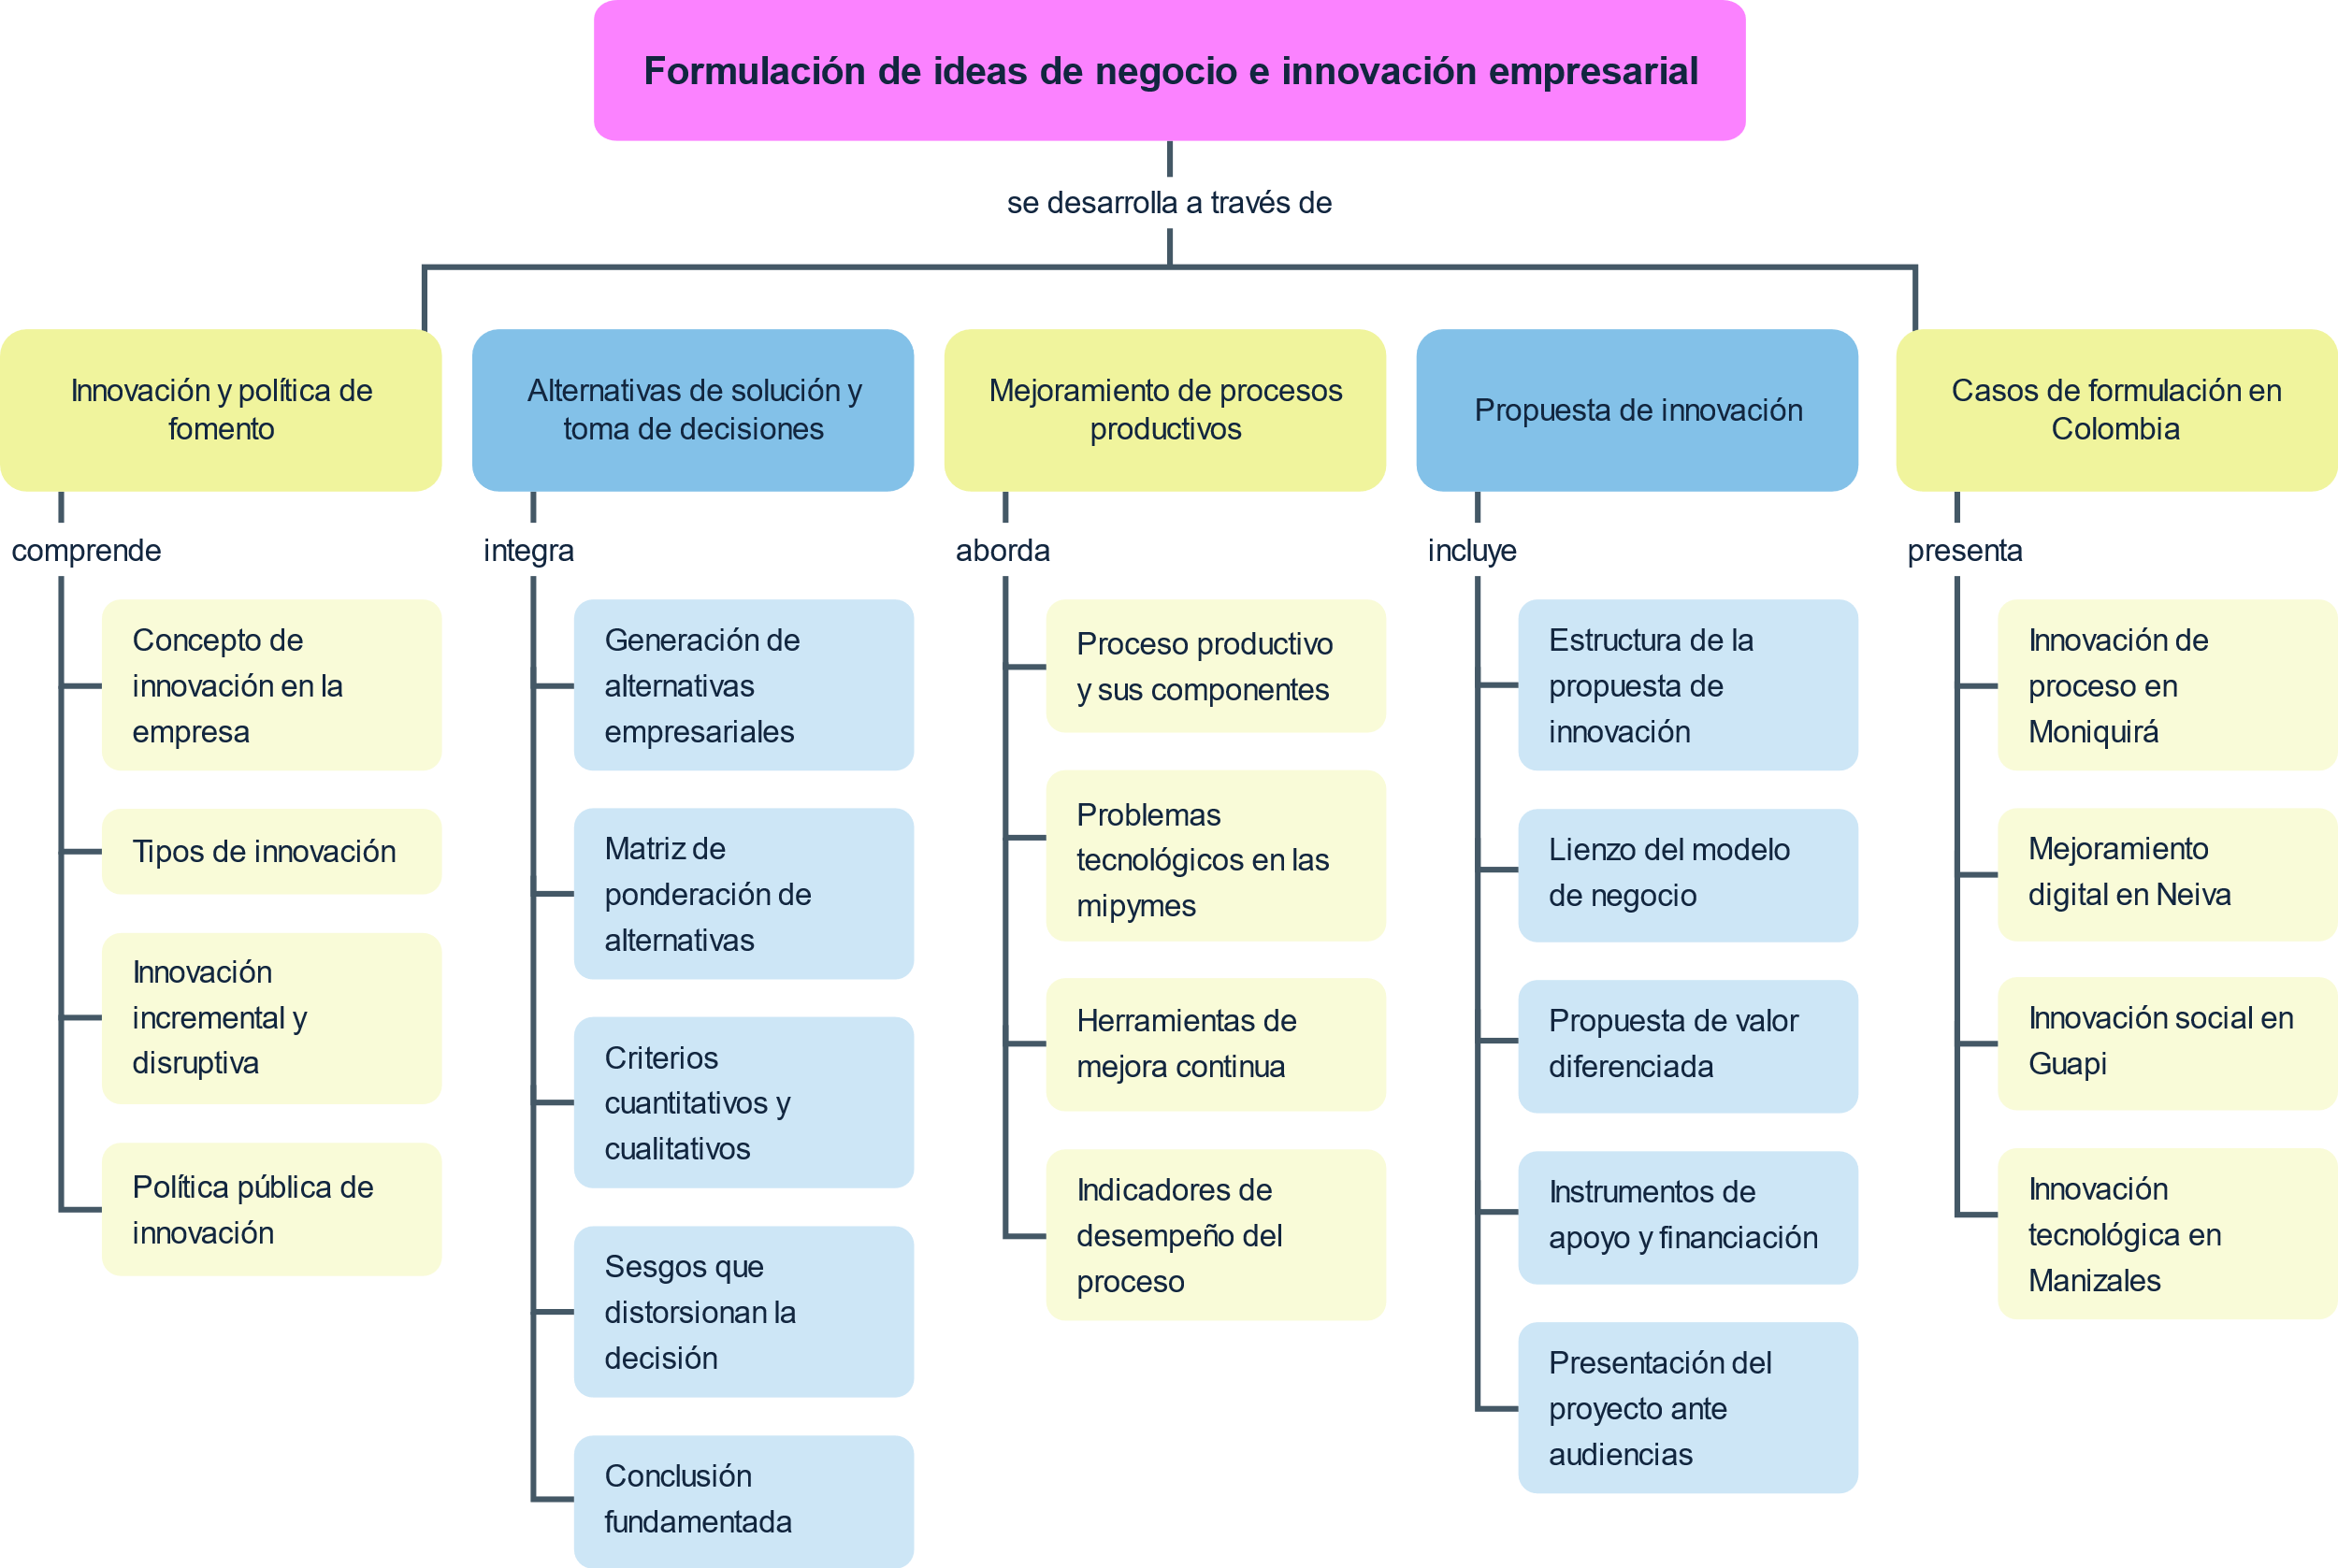 Formulación de ideas de negocio e innovación empresarial
se desarrolla a través de
Innovación y política de
fomento
comprende
Concepto de
innovación en la
empresa
Tipos de innovación
Innovación
incremental y
disruptiva
Política pública de
innovación
Alternativas de solución y
toma de decisiones
integra
Generación de
alternativas
empresariales
Matriz de
ponderación de
alternativas
Criterios
cuantitativos y
cualitativos
Sesgos que
distorsionan la
decisión
Conclusión
fundamentada
Mejoramiento de procesos
productivos
aborda
Proceso productivo
y sus componentes
Problemas
tecnológicos en las
mipymes
Herramientas de
mejora continua
Indicadores de
desempeño del
proceso
Propuesta de innovación
incluye
Estructura de la
propuesta de
innovación
Lienzo del modelo
de negocio
Propuesta de valor
diferenciada
Instrumentos de
apoyo y financiación
Presentación del
proyecto ante
audiencias
Casos de formulación en
Colombia
presenta
Innovación de
proceso en
Moniquirá
Mejoramiento
digital en Neiva
Innovación social en
Guapi
Innovación
tecnológica en
Manizales